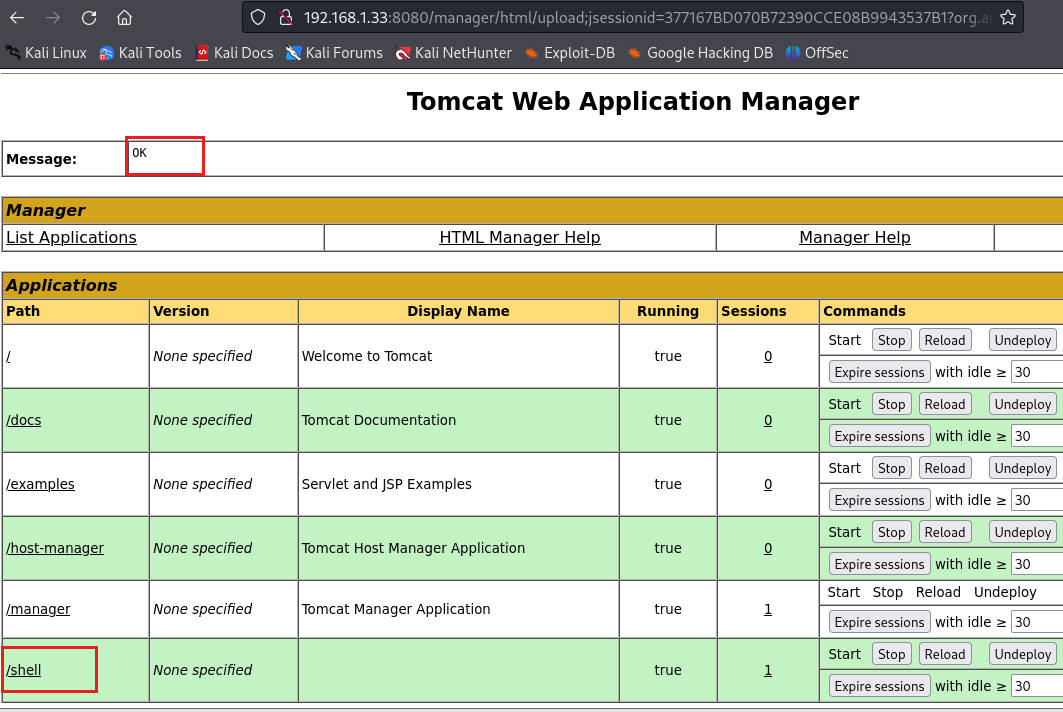 192.168.1.33:8080/manager/html/upload;jsessionid=377167BD070B72390CCE08B9943537B1?org.a
Kali Linux Kali Tools Kali Docs Kali Forums Kali NetHunter Exploit-DB Google Hacking DB OffSec
Tomcat Web Application Manager
Message: OK
Manager
List Applications HTML Manager Help Manager Help
Applications
Path Version Display Name Running Sessions Commands
/ None specified Welcome to Tomcat true 0 Start Stop Reload Undeploy
Expire sessions with idle ≥ 30
/docs None specified Tomcat Documentation true 0 Start Stop Reload Undeploy
Expire sessions with idle ≥ 30
/examples None specified Servlet and JSP Examples true 0 Start Stop Reload Undeploy
Expire sessions with idle ≥ 30
/host-manager None specified Tomcat Host Manager Application true 0 Start Stop Reload Undeploy
Expire sessions with idle ≥ 30
/manager None specified Tomcat Manager Application true 1 Start Stop Reload Undeploy
Expire sessions with idle ≥ 30
/shell None specified true 1 Start Stop Reload Undeploy
Expire sessions with idle ≥ 30